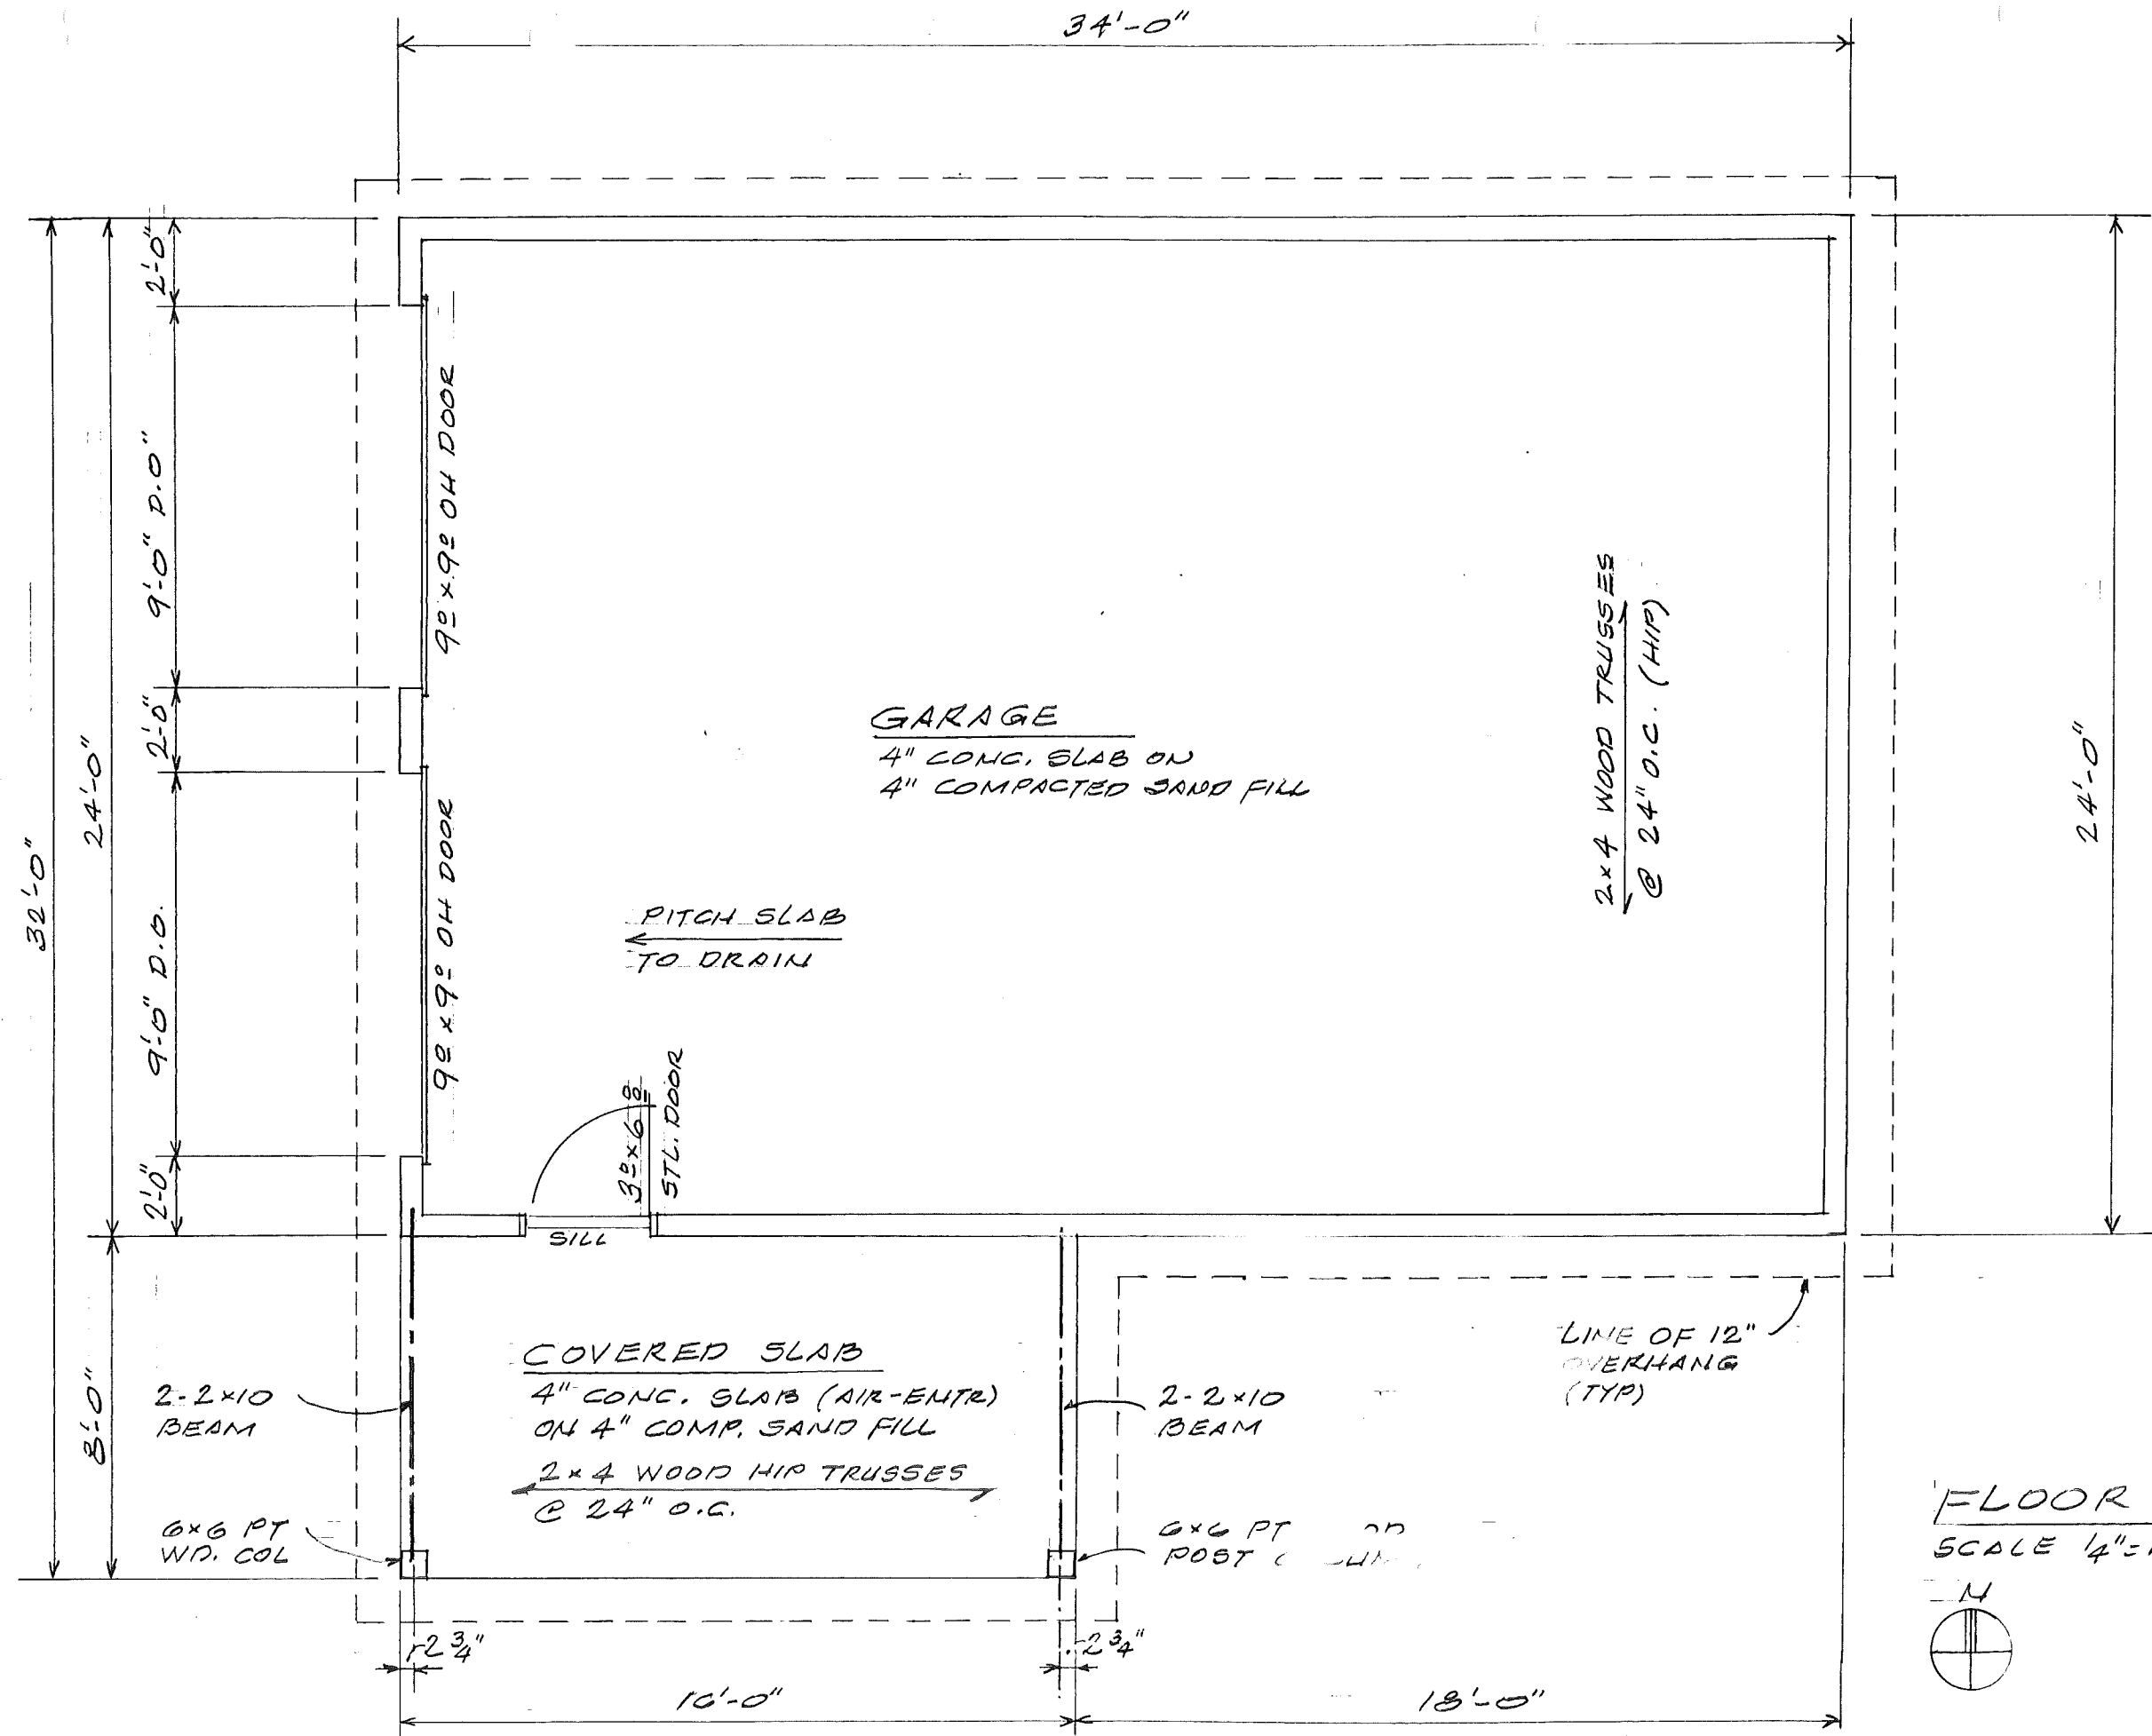 34'-0"
2'-0"
9'-0" D.O"
2'-0"
9'-0" D.O.
2'-0"
24'-0"
32'-0"
8'-0"
24'-0"
9º x 9º OH DOOR
9º x 9º OH DOOR
GARAGE
4" CONC. SLAB ON
4" COMPACTED SAND FILL
2x4 WOOD TRUSSES
@ 24" O.C. (HIP)
PITCH SLAB
TO DRAIN
3º x 6⁸
STL. DOOR
SILL
COVERED SLAB
4" CONC. SLAB (AIR-ENTR)
ON 4" COMP. SAND FILL
2x4 WOOD HIP TRUSSES
@ 24" O.C.
2-2x10
BEAM
2-2x10
BEAM
LINE OF 12"
OVERHANG
(TYP)
6x6 PT
WD. COL
6x6 PT
POST
FLOOR
SCALE 1/4"=
N
2 3/4"
2 3/4"
16'-0"
18'-0"